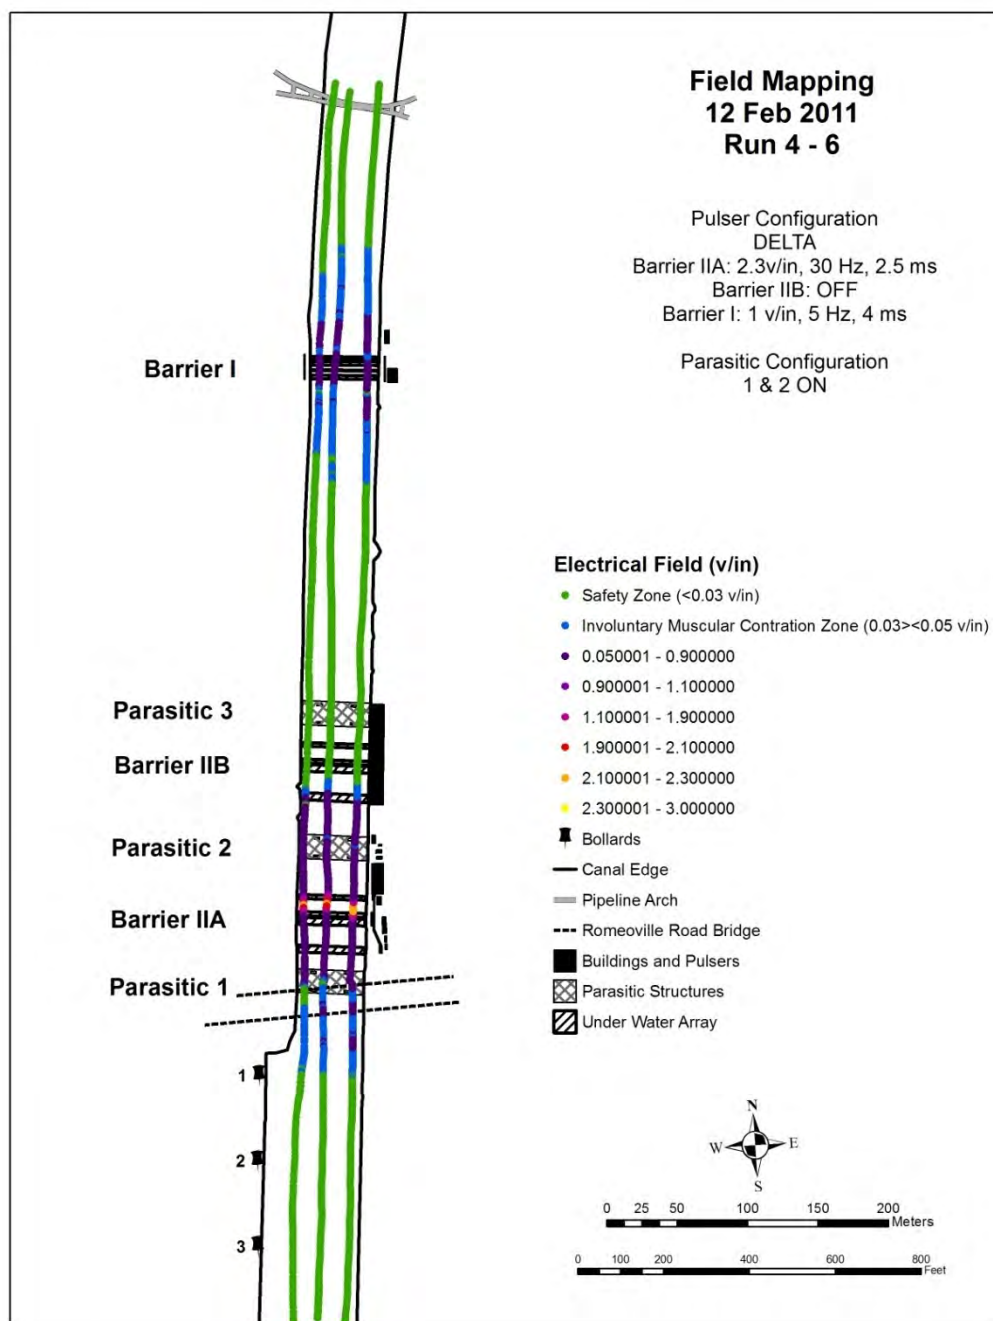 Field Mapping
12 Feb 2011
Run 4 - 6
Pulser Configuration
DELTA
Barrier IIA: 2.3v/in, 30 Hz, 2.5 ms
Barrier IIB: OFF
Barrier I: 1 v/in, 5 Hz, 4 ms
Parasitic Configuration
1 & 2 ON
Barrier I
Parasitic 3
Barrier IIB
Parasitic 2
Barrier IIA
Parasitic 1
1
2
3
Electrical Field (v/in)
Safety Zone (<0.03 v/in)
Involuntary Muscular Contration Zone (0.03><0.05 v/in)
0.050001 - 0.900000
0.900001 - 1.100000
1.100001 - 1.900000
1.900001 - 2.100000
2.100001 - 2.300000
2.300001 - 3.000000
Bollards
Canal Edge
Pipeline Arch
Romeoville Road Bridge
Buildings and Pulsers
Parasitic Structures
Under Water Array
N
W E
S
0 25 50 100 150 200
Meters
0 100 200 400 600 800
Feet